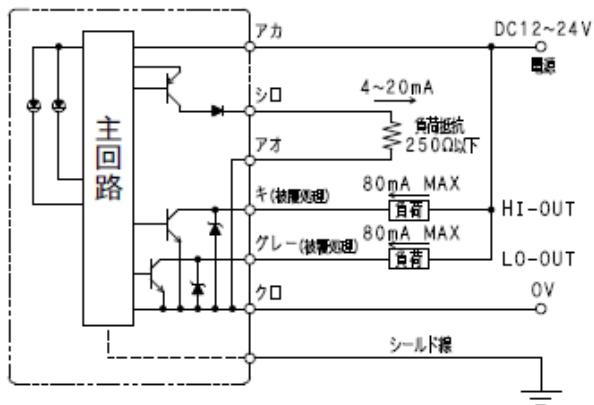 アカ
DC12~24V
電源
シロ
4~20mA
負荷抵抗
250Ω以下
主回路
アオ
キ(被覆処理)
80mA MAX
負荷
HI-OUT
グレー(被覆処理)
80mA MAX
負荷
LO-OUT
クロ
0V
シールド線